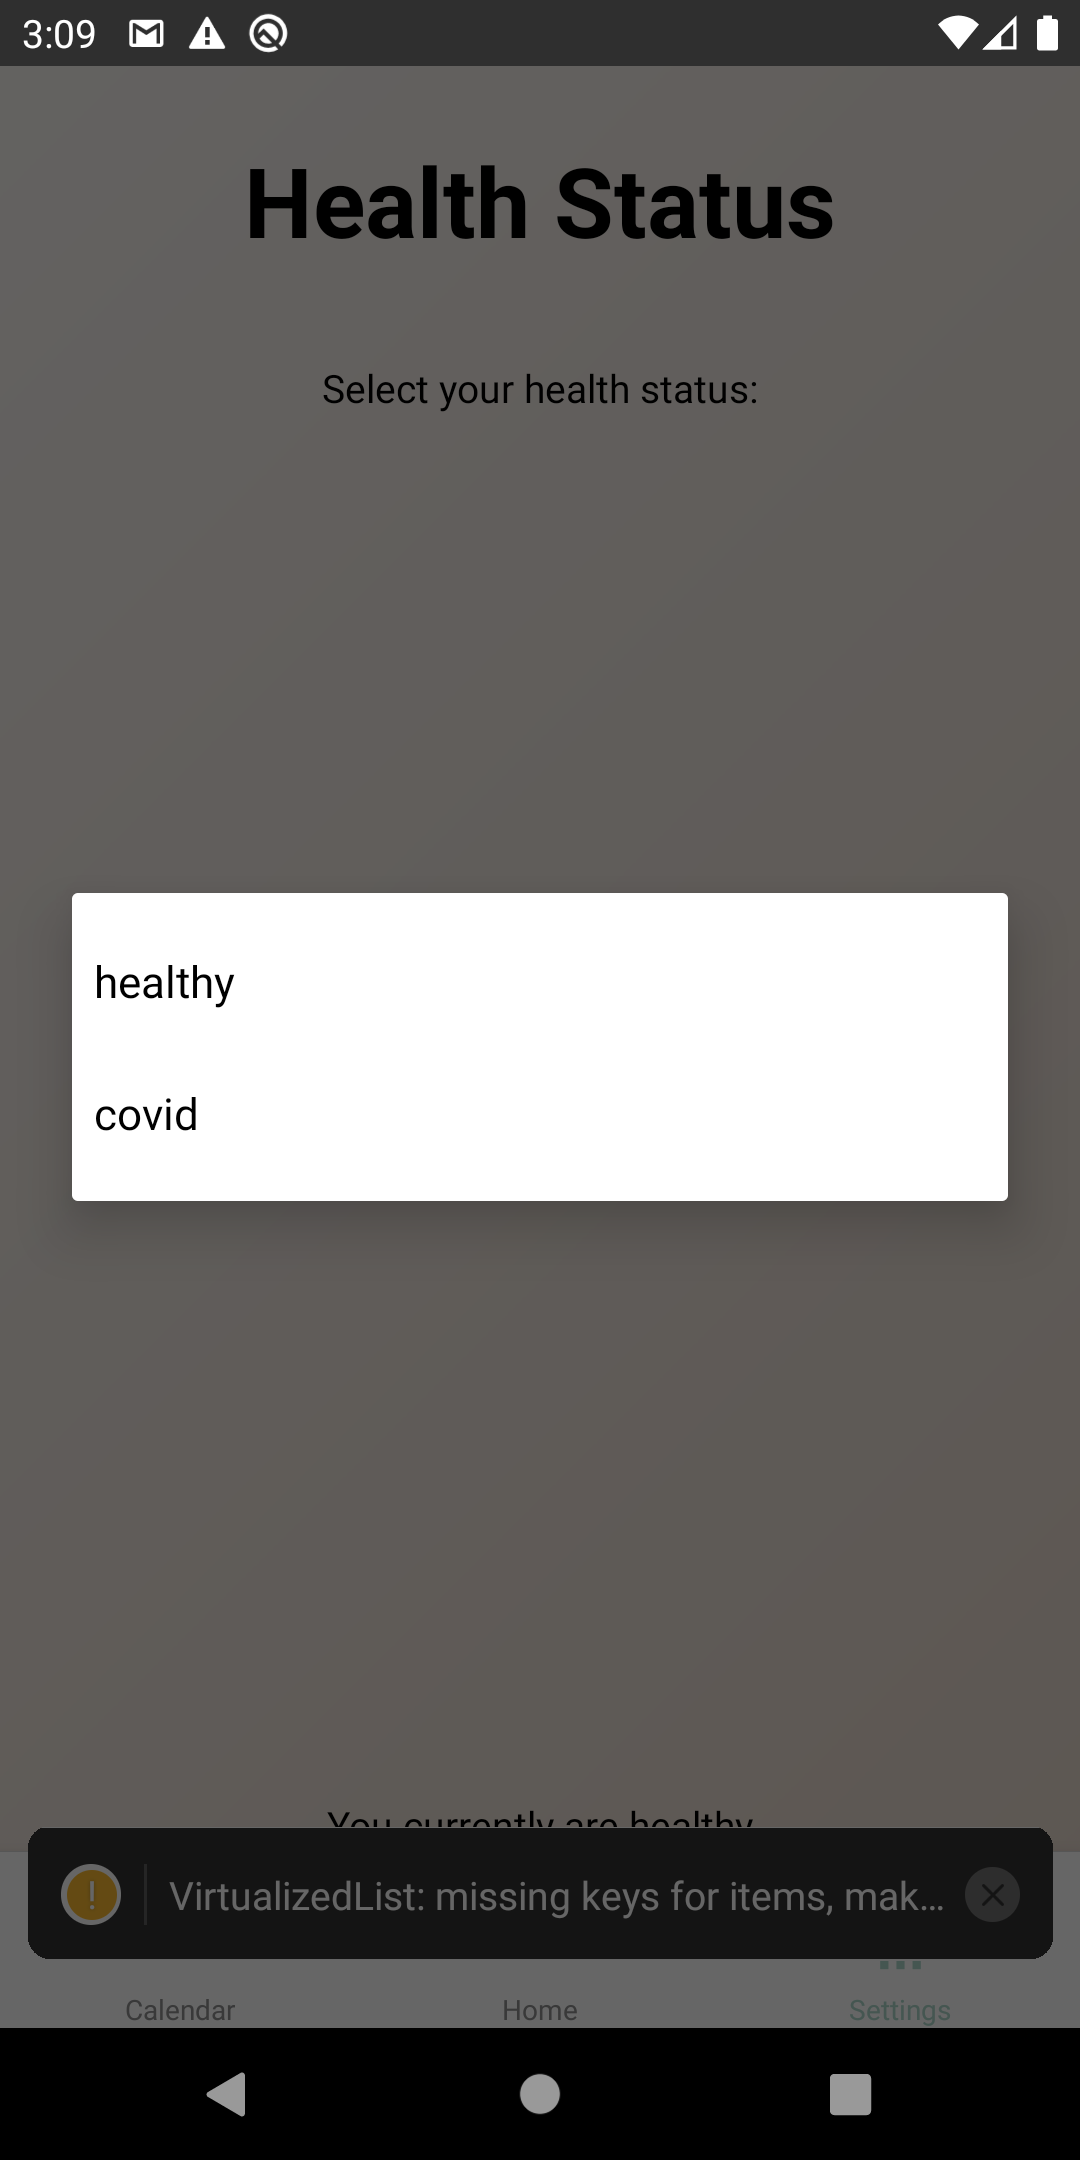 3:09
Health Status
Select your health status:
healthy
covid
You currently are healthy
VirtualizedList: missing keys for items, mak...
Calendar
Home
Settings